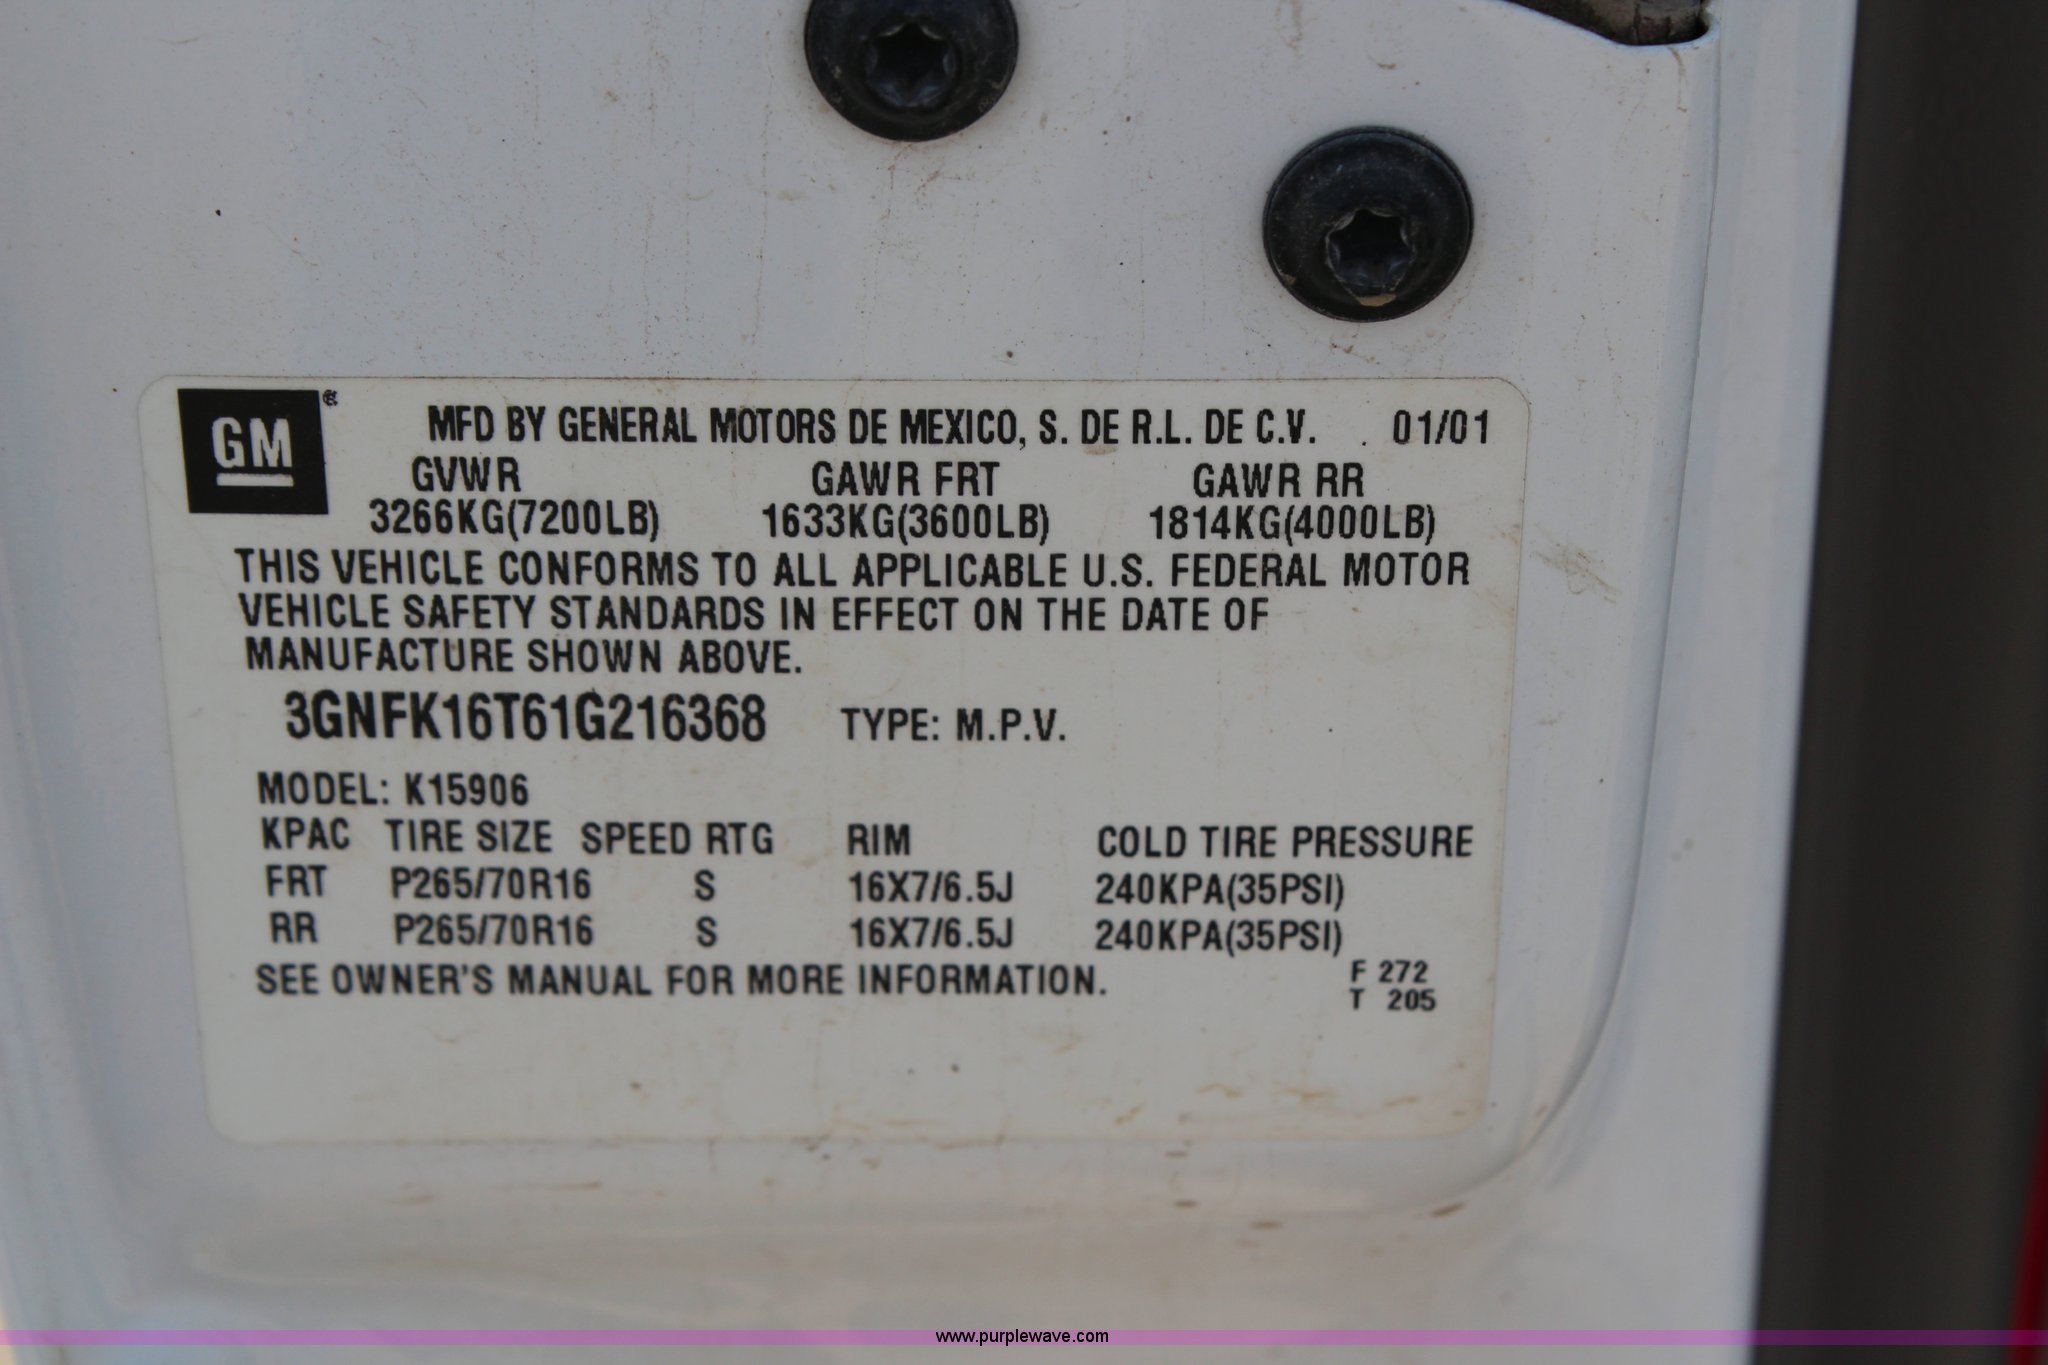 GM®
MFD BY GENERAL MOTORS DE MEXICO, S. DE R.L. DE C.V. 01/01
GVWR GAWR FRT GAWR RR
3266KG(7200LB) 1633KG(3600LB) 1814KG(4000LB)
THIS VEHICLE CONFORMS TO ALL APPLICABLE U.S. FEDERAL MOTOR
VEHICLE SAFETY STANDARDS IN EFFECT ON THE DATE OF
MANUFACTURE SHOWN ABOVE.
3GNFK16T61G216368 TYPE: M.P.V.
MODEL: K15906
KPAC TIRE SIZE SPEED RTG RIM COLD TIRE PRESSURE
FRT P265/70R16 S 16X7/6.5J 240KPA(35PSI)
RR P265/70R16 S 16X7/6.5J 240KPA(35PSI)
SEE OWNER'S MANUAL FOR MORE INFORMATION.
F 272
T 205
www.purplewave.com